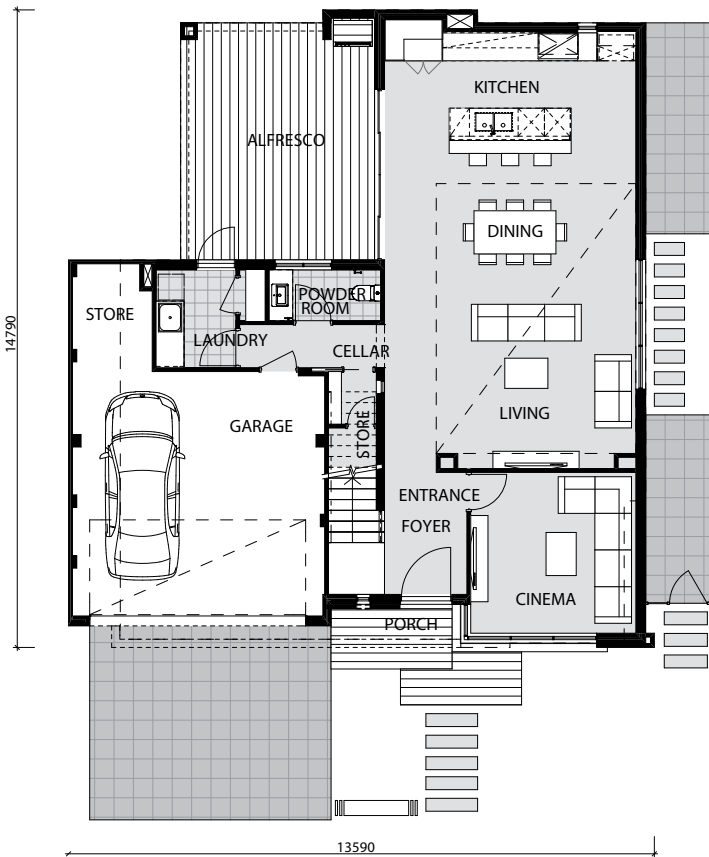 KITCHEN
ALFRESCO
DINING
POWDER
ROOM
STORE
LAUNDRY
CELLAR
14790
LIVING
GARAGE
STORE
ENTRANCE
FOYER
CINEMA
PORCH
13590